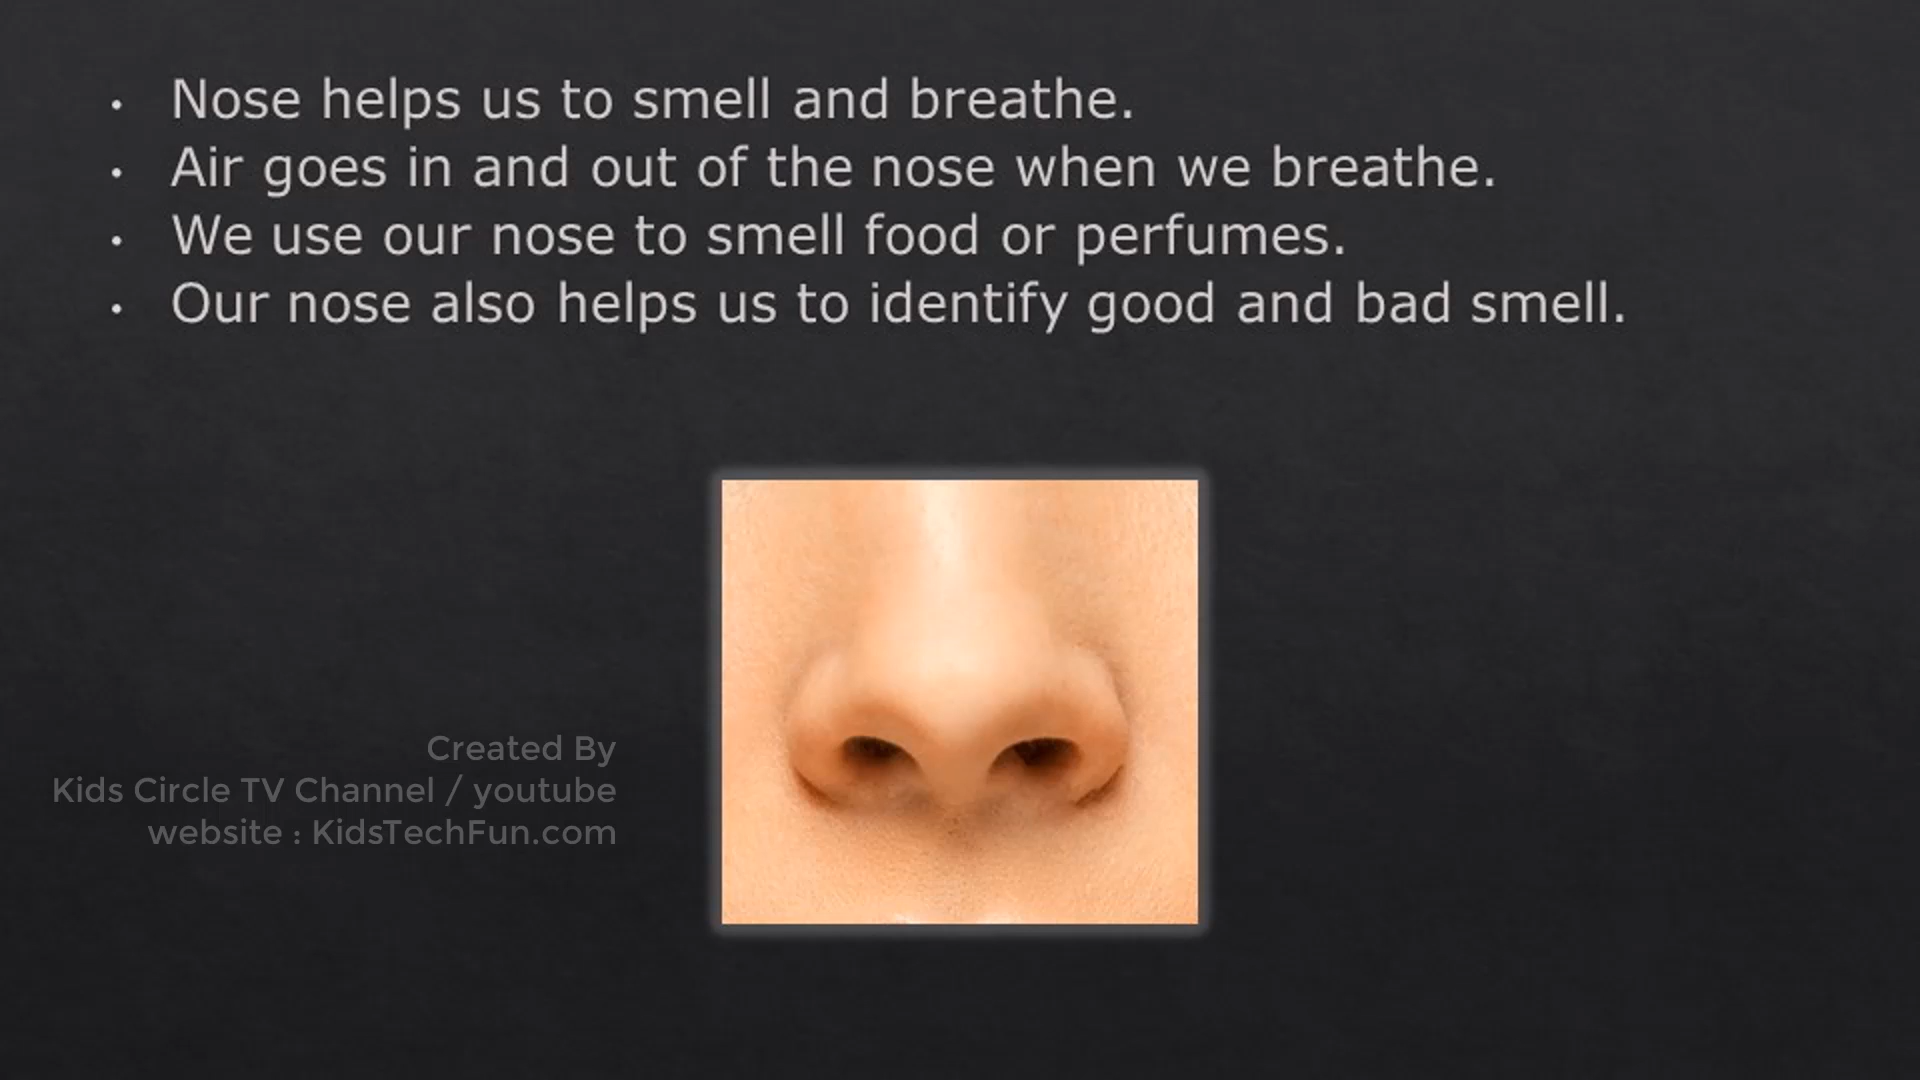 • Nose helps us to smell and breathe.
• Air goes in and out of the nose when we breathe.
• We use our nose to smell food or perfumes.
• Our nose also helps us to identify good and bad smell.
Created By
Kids Circle TV Channel / youtube
website : KidsTechFun.com